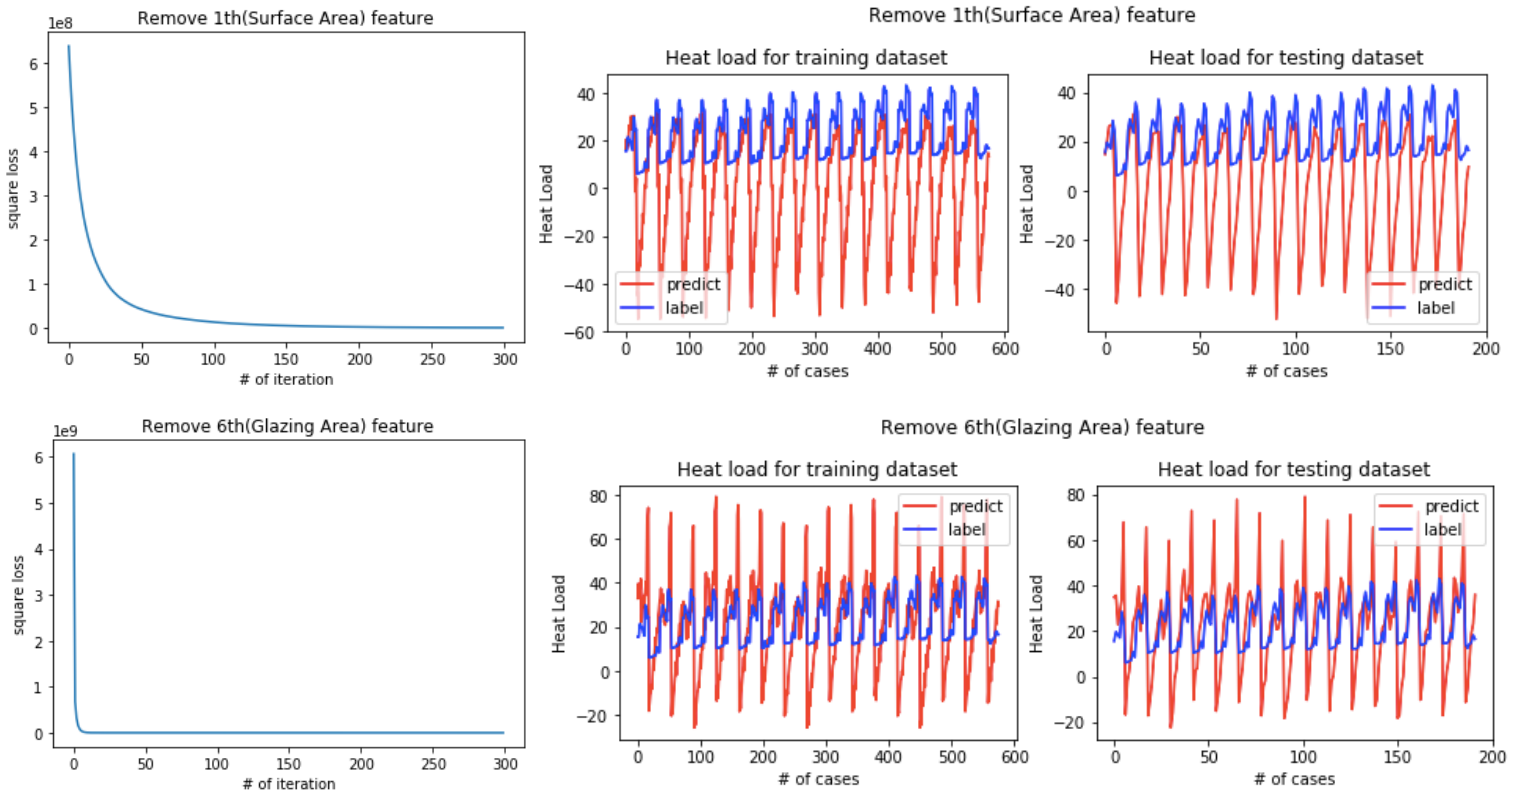 Remove 1th(Surface Area) feature
1e8
6
5
4
3
2
1
0
square loss
0 50 100 150 200 250 300
# of iteration
Remove 1th(Surface Area) feature
Heat load for training dataset
40
20
0
−20
−40
−60
Heat Load
predict
label
0 100 200 300 400 500 600
# of cases
Heat load for testing dataset
40
20
0
−20
−40
Heat Load
predict
label
0 50 100 150 200
# of cases
Remove 6th(Glazing Area) feature
1e9
6
5
4
3
2
1
0
square loss
0 50 100 150 200 250 300
# of iteration
Remove 6th(Glazing Area) feature
Heat load for training dataset
80
60
40
20
0
−20
Heat Load
predict
label
0 100 200 300 400 500 600
# of cases
Heat load for testing dataset
80
60
40
20
0
−20
Heat Load
predict
label
0 50 100 150 200
# of cases